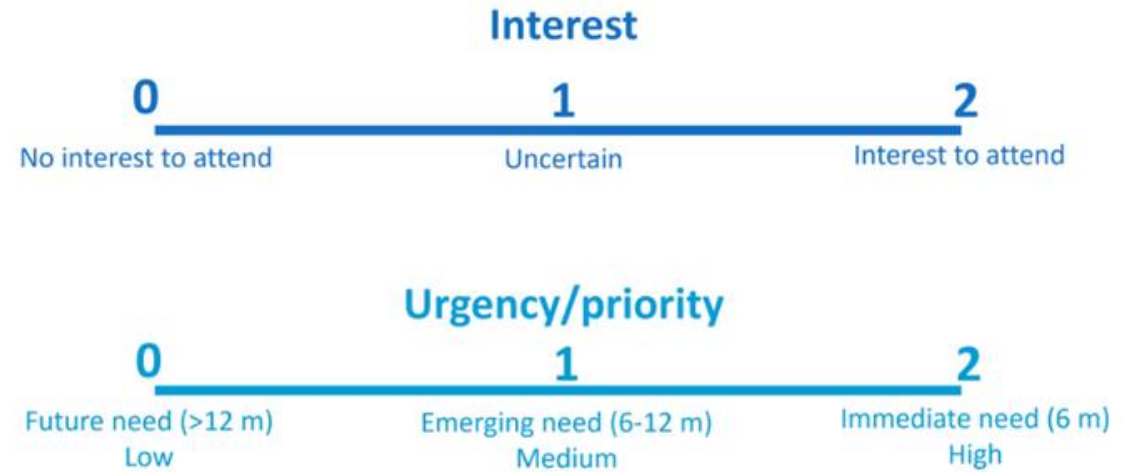 Interest
0 1 2
No interest to attend Uncertain Interest to attend
Urgency/priority
0 1 2
Future need (>12 m) Emerging need (6-12 m) Immediate need (6 m)
Low Medium High